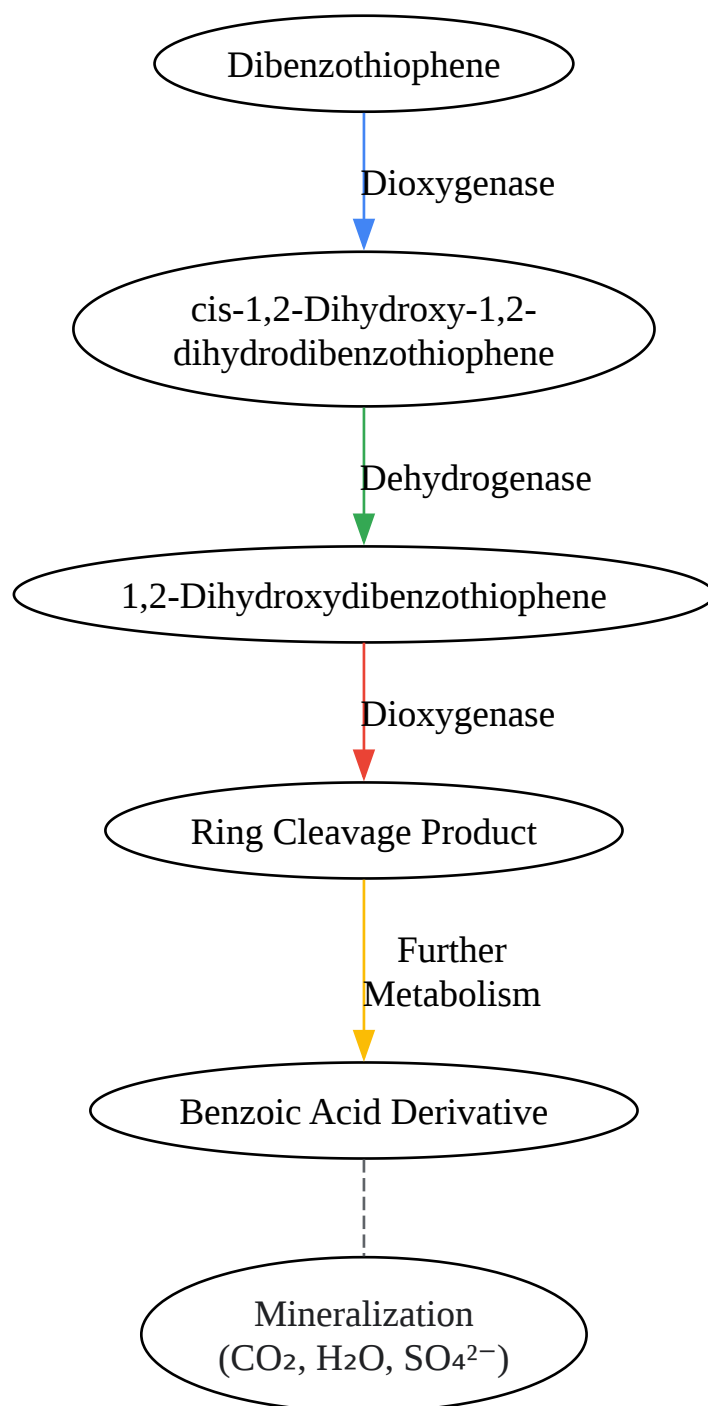 Dibenzothiophene
Dioxygenase
cis-1,2-Dihydroxy-1,2-
dihydrodibenzothiophene
Dehydrogenase
1,2-Dihydroxydibenzothiophene
Dioxygenase
Ring Cleavage Product
Further
Metabolism
Benzoic Acid Derivative
Mineralization
(CO₂, H₂O, SO₄²⁻)